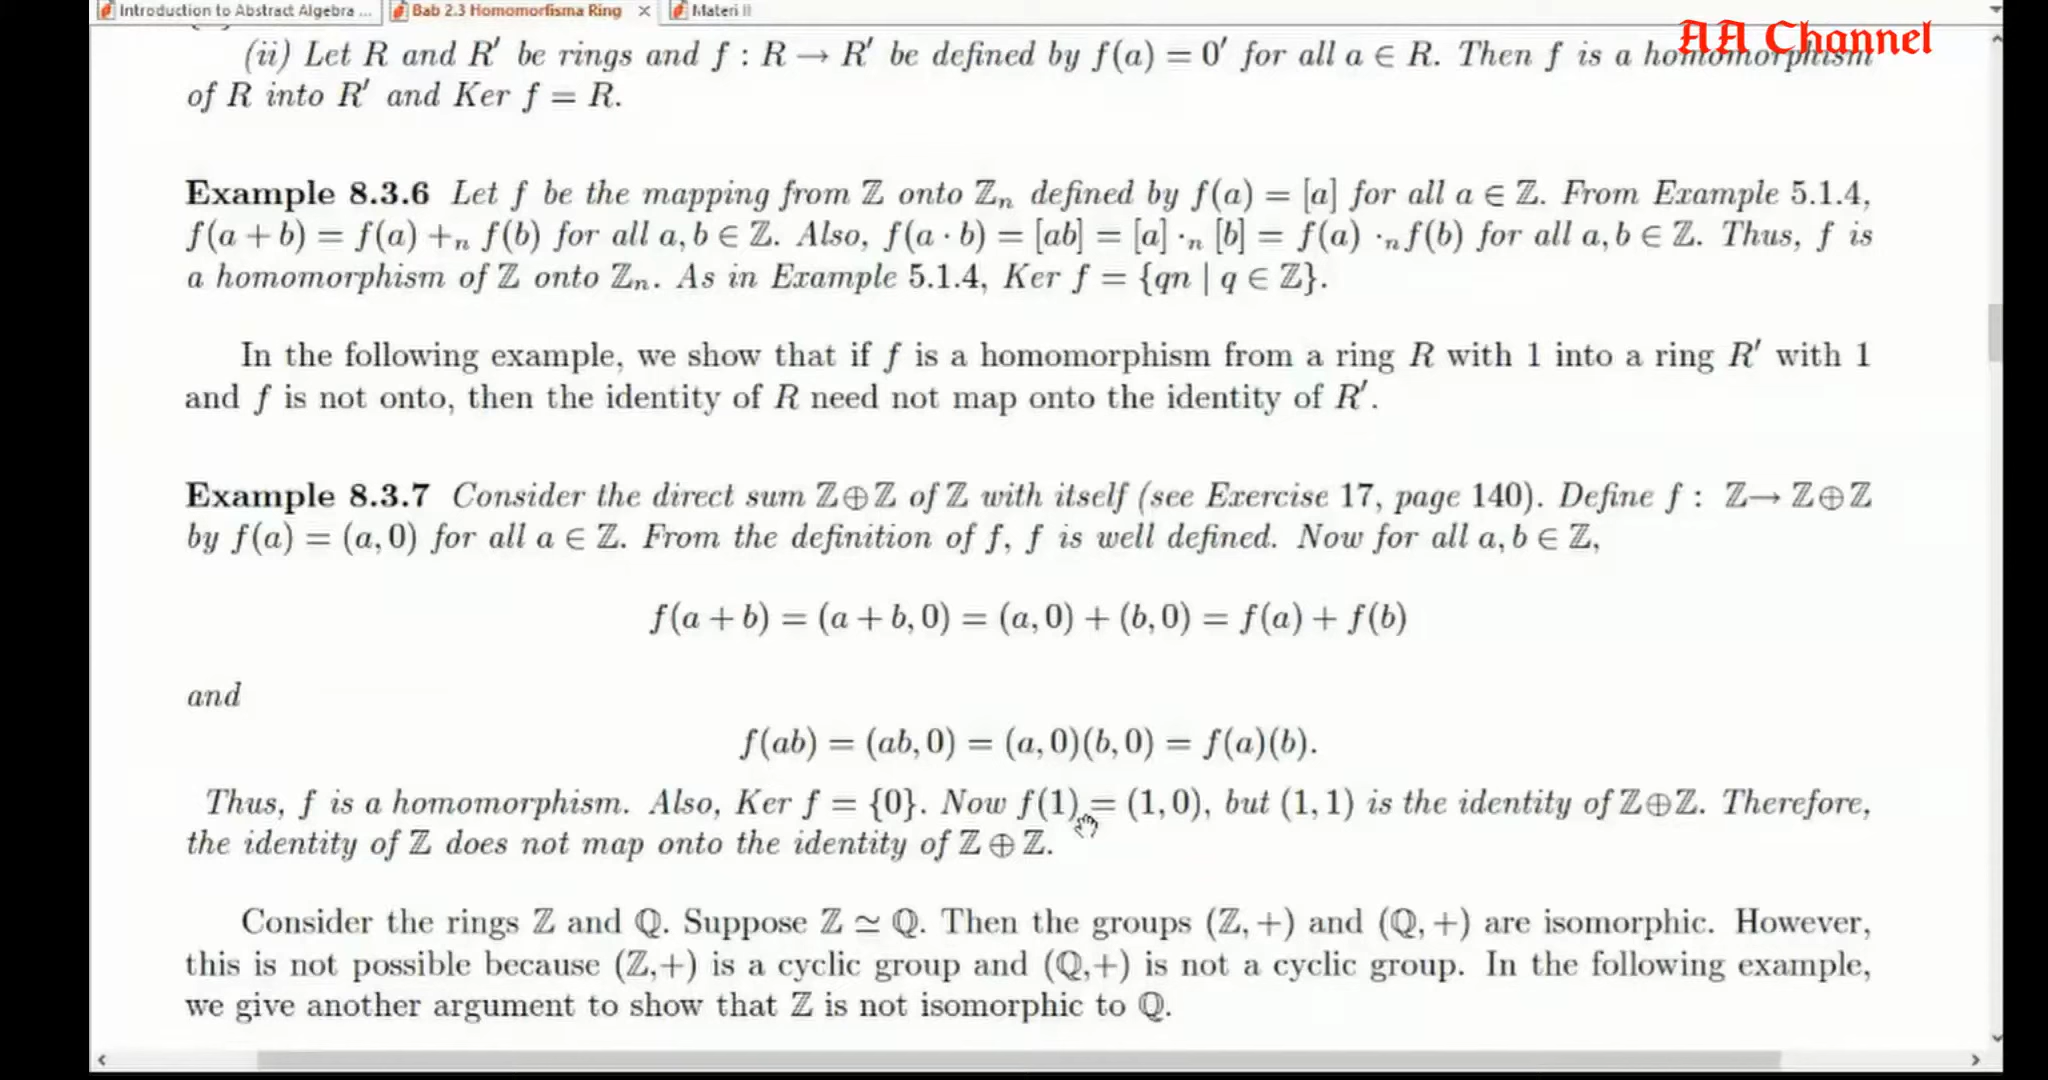 Introduction to Abstract Algebra ... Bab 2.3 Homomorfisma Ring Materi II
AA Channel
(ii) Let R and R′ be rings and f : R → R′ be defined by f(a) = 0′ for all a ∈ R. Then f is a homomorphism
of R into R′ and Ker f = R.
Example 8.3.6 Let f be the mapping from ℤ onto ℤₙ defined by f(a) = [a] for all a ∈ ℤ. From Example 5.1.4,
f(a + b) = f(a) +ₙ f(b) for all a, b ∈ ℤ. Also, f(a · b) = [ab] = [a] ·ₙ [b] = f(a) ·ₙ f(b) for all a, b ∈ ℤ. Thus, f is
a homomorphism of ℤ onto ℤₙ. As in Example 5.1.4, Ker f = {qn | q ∈ ℤ}.
In the following example, we show that if f is a homomorphism from a ring R with 1 into a ring R′ with 1
and f is not onto, then the identity of R need not map onto the identity of R′.
Example 8.3.7 Consider the direct sum ℤ⊕ℤ of ℤ with itself (see Exercise 17, page 140). Define f : ℤ→ ℤ⊕ℤ
by f(a) = (a, 0) for all a ∈ ℤ. From the definition of f, f is well defined. Now for all a, b ∈ ℤ,
f(a + b) = (a + b, 0) = (a, 0) + (b, 0) = f(a) + f(b)
and
f(ab) = (ab, 0) = (a, 0)(b, 0) = f(a)(b).
Thus, f is a homomorphism. Also, Ker f = {0}. Now f(1) = (1, 0), but (1, 1) is the identity of ℤ⊕ℤ. Therefore,
the identity of ℤ does not map onto the identity of ℤ ⊕ ℤ.
Consider the rings ℤ and ℚ. Suppose ℤ ≃ ℚ. Then the groups (ℤ, +) and (ℚ, +) are isomorphic. However,
this is not possible because (ℤ,+) is a cyclic group and (ℚ,+) is not a cyclic group. In the following example,
we give another argument to show that ℤ is not isomorphic to ℚ.